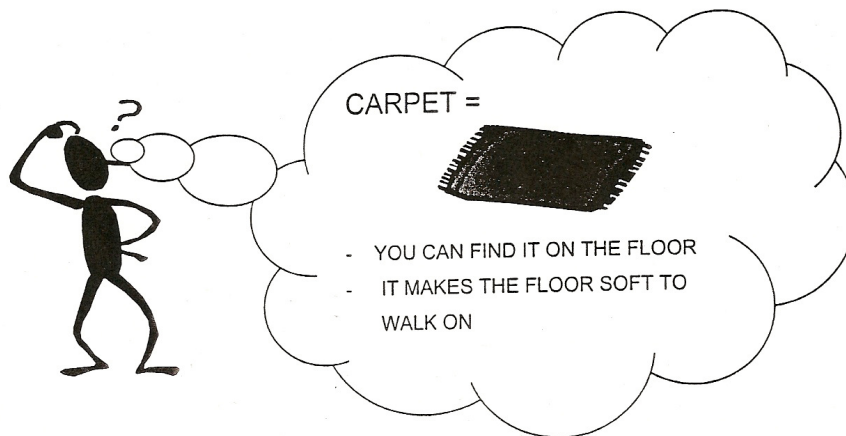 ?
CARPET =
- YOU CAN FIND IT ON THE FLOOR
- IT MAKES THE FLOOR SOFT TO
WALK ON